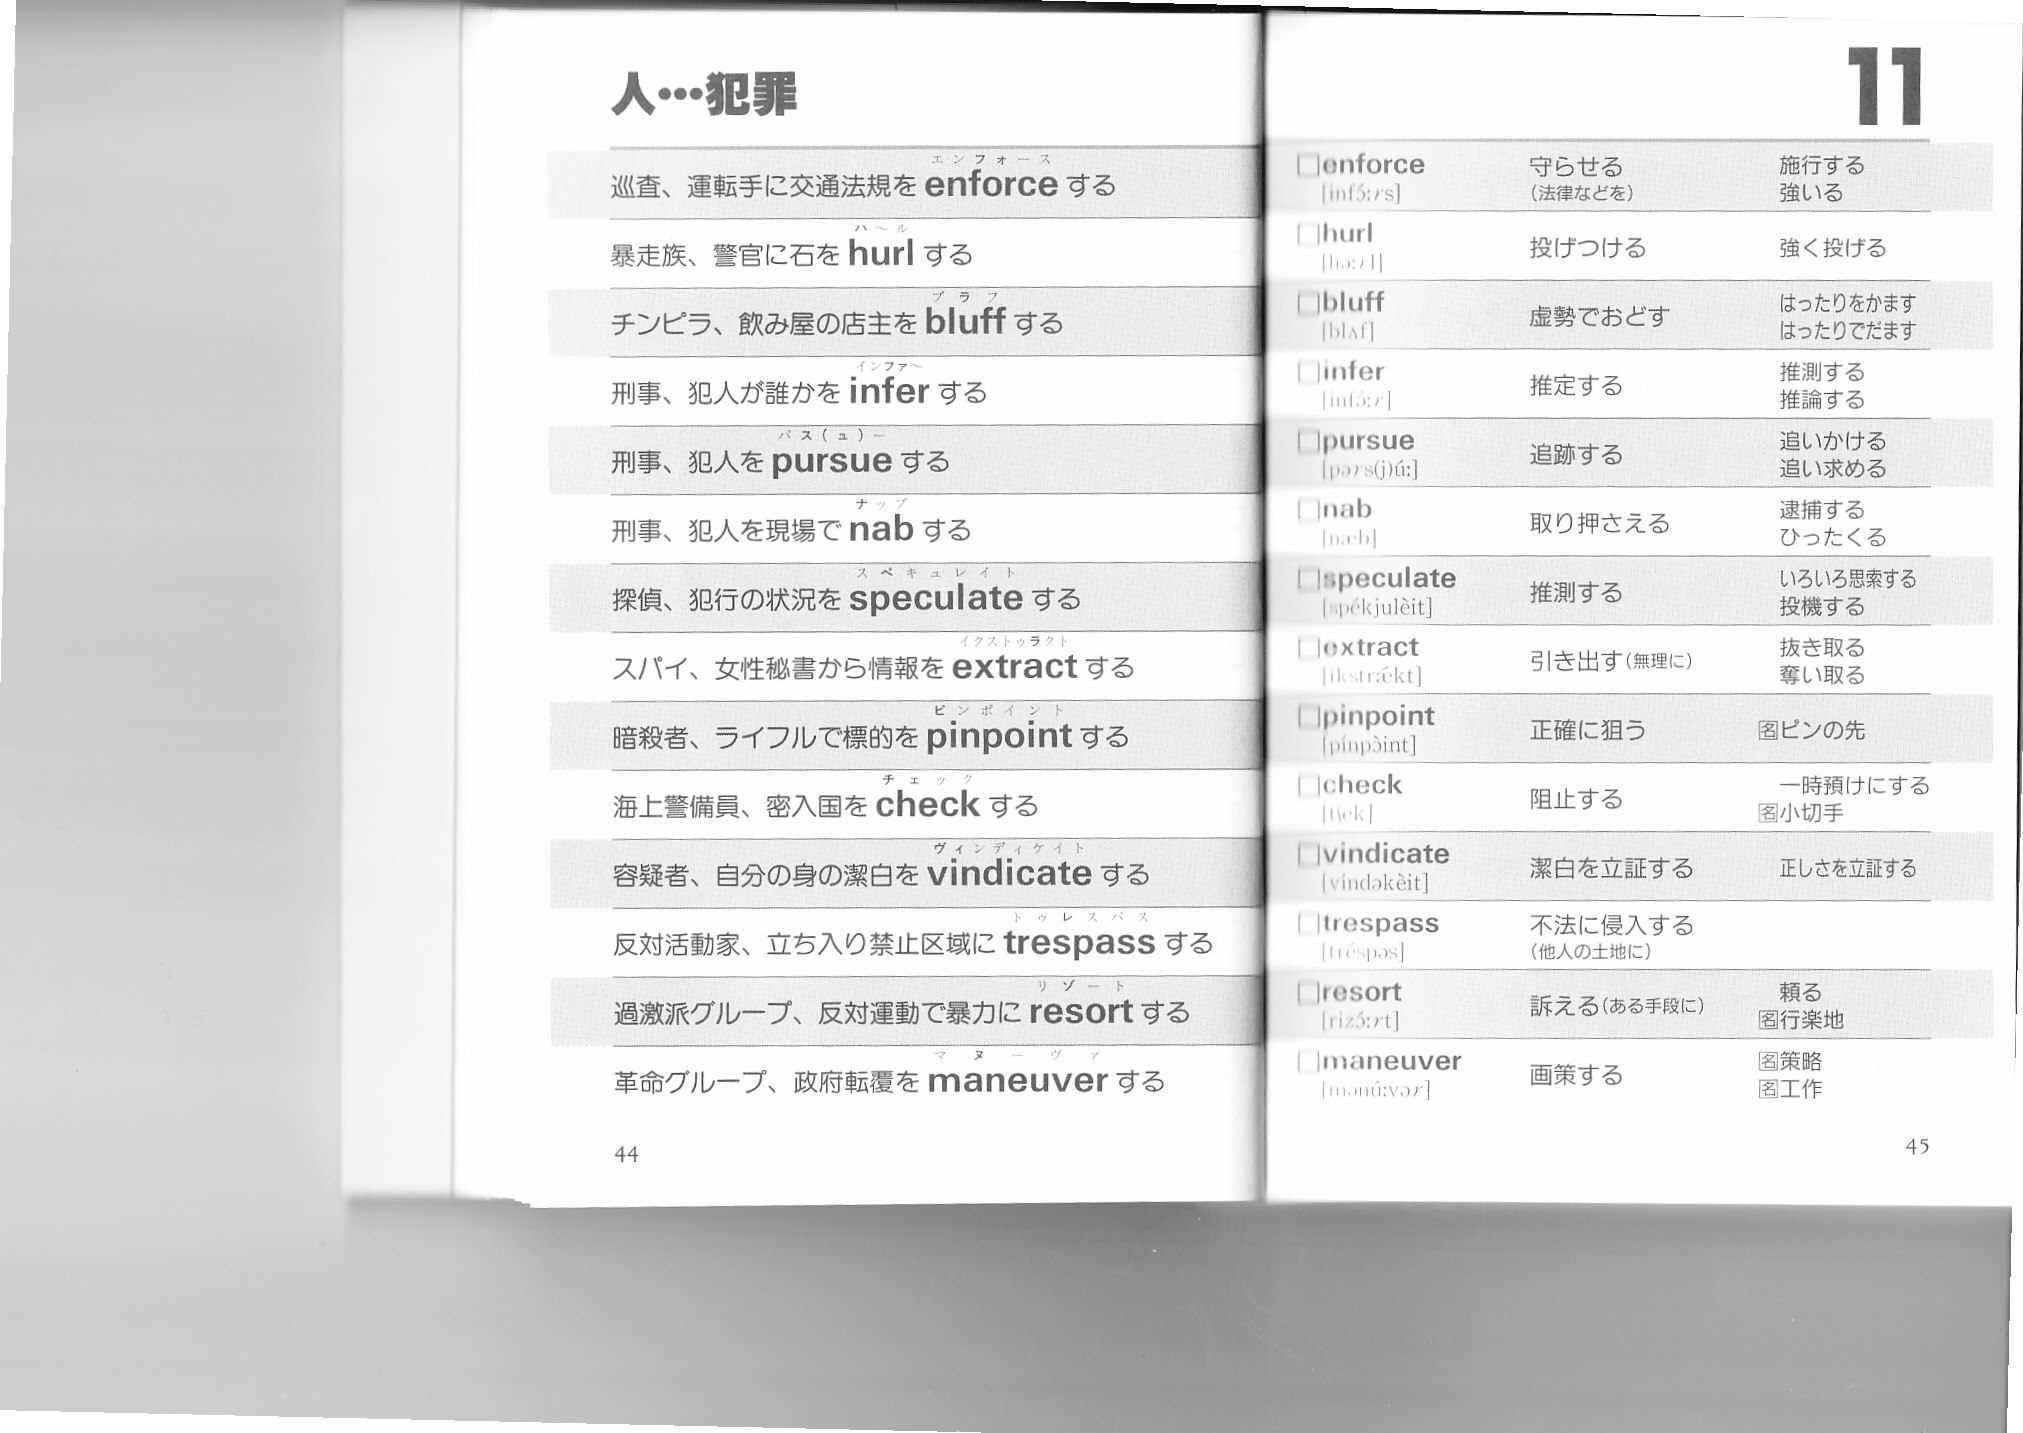 人…犯罪
エンフォース
巡査、運転手に交通法規を enforce する
ハ～ル
暴走族、警官に石を hurl する
ブラフ
チンピラ、飲み屋の店主を bluff する
インファ～
刑事、犯人が誰かを infer する
パス(ュ)ー
刑事、犯人を pursue する
ナップ
刑事、犯人を現場で nab する
スペキュレイト
探偵、犯行の状況を speculate する
イクストゥラクト
スパイ、女性秘書から情報を extract する
ピンポイント
暗殺者、ライフルで標的を pinpoint する
チェック
海上警備員、密入国を check する
ヴィンディケイト
容疑者、自分の身の潔白を vindicate する
トゥレスパス
反対活動家、立ち入り禁止区域に trespass する
リゾート
過激派グループ、反対運動で暴力に resort する
マヌーヴァ
革命グループ、政府転覆を maneuver する
44
11
□enforce 守らせる 施行する
[infɔ́ːrs] (法律などを) 強いる
□hurl 投げつける 強く投げる
[həːrl]
□bluff 虚勢でおどす はったりをかます
[blʌf] はったりでだます
□infer 推定する 推測する
[infə́ːr] 推論する
□pursue 追跡する 追いかける
[pərs(j)úː] 追い求める
□nab 取り押さえる 逮捕する
[næb] ひったくる
□speculate 推測する いろいろ思索する
[spékjulèit] 投機する
□extract 引き出す(無理に) 抜き取る
[ikstrǽkt] 奪い取る
□pinpoint 正確に狙う 名ピンの先
[pínpɔ̀int]
□check 阻止する 一時預けにする
[tʃek] 名小切手
□vindicate 潔白を立証する 正しさを立証する
[víndəkèit]
□trespass 不法に侵入する
[tréspəs] (他人の土地に)
□resort 訴える(ある手段に) 頼る
[rizɔ́ːrt] 名行楽地
□maneuver 画策する 名策略
[mənúːvər] 名工作
45